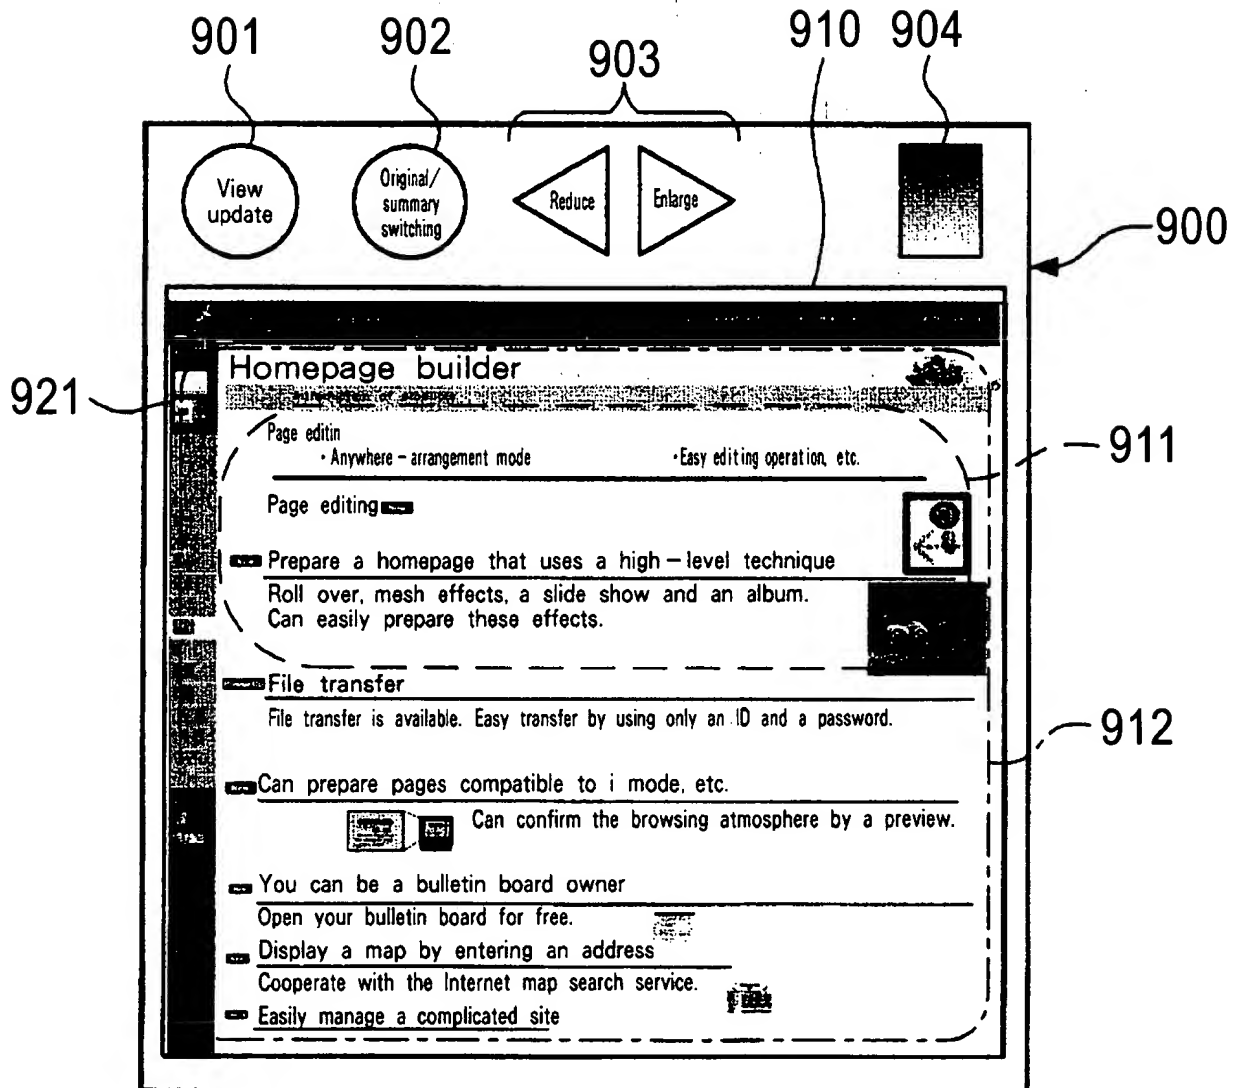 901
902
903
910
904
View
update
Original/
summary
switching
Reduce
Enlarge
900
Homepage builder
921
Page editin
・Anywhere – arrangement mode
・Easy editing operation, etc.
911
Page editing
Prepare a homepage that uses a high – level technique
Roll over, mesh effects, a slide show and an album.
Can easily prepare these effects.
File transfer
File transfer is available. Easy transfer by using only an ID and a password.
912
Can prepare pages compatible to i mode, etc.
Can confirm the browsing atmosphere by a preview.
You can be a bulletin board owner
Open your bulletin board for free.
Display a map by entering an address
Cooperate with the Internet map search service.
Easily manage a complicated site